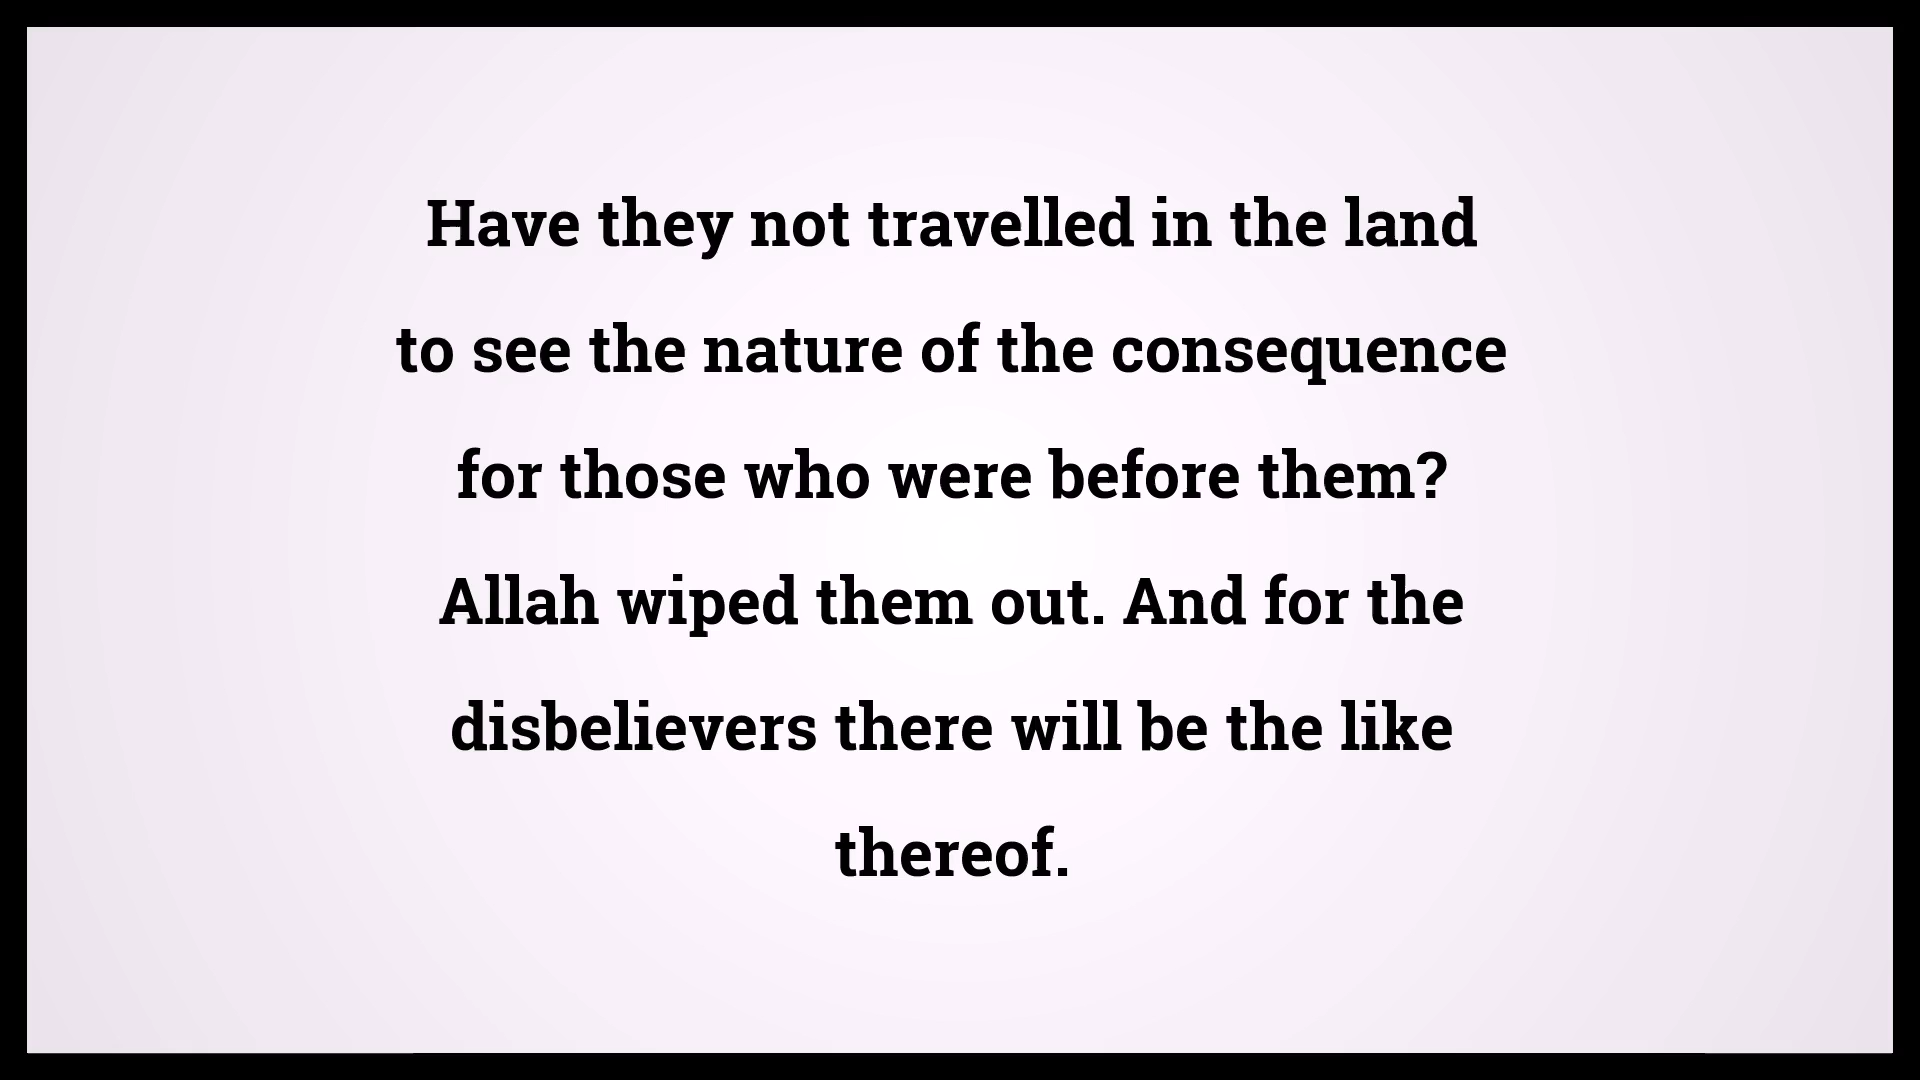 Have they not travelled in the land
to see the nature of the consequence
for those who were before them?
Allah wiped them out. And for the
disbelievers there will be the like
thereof.